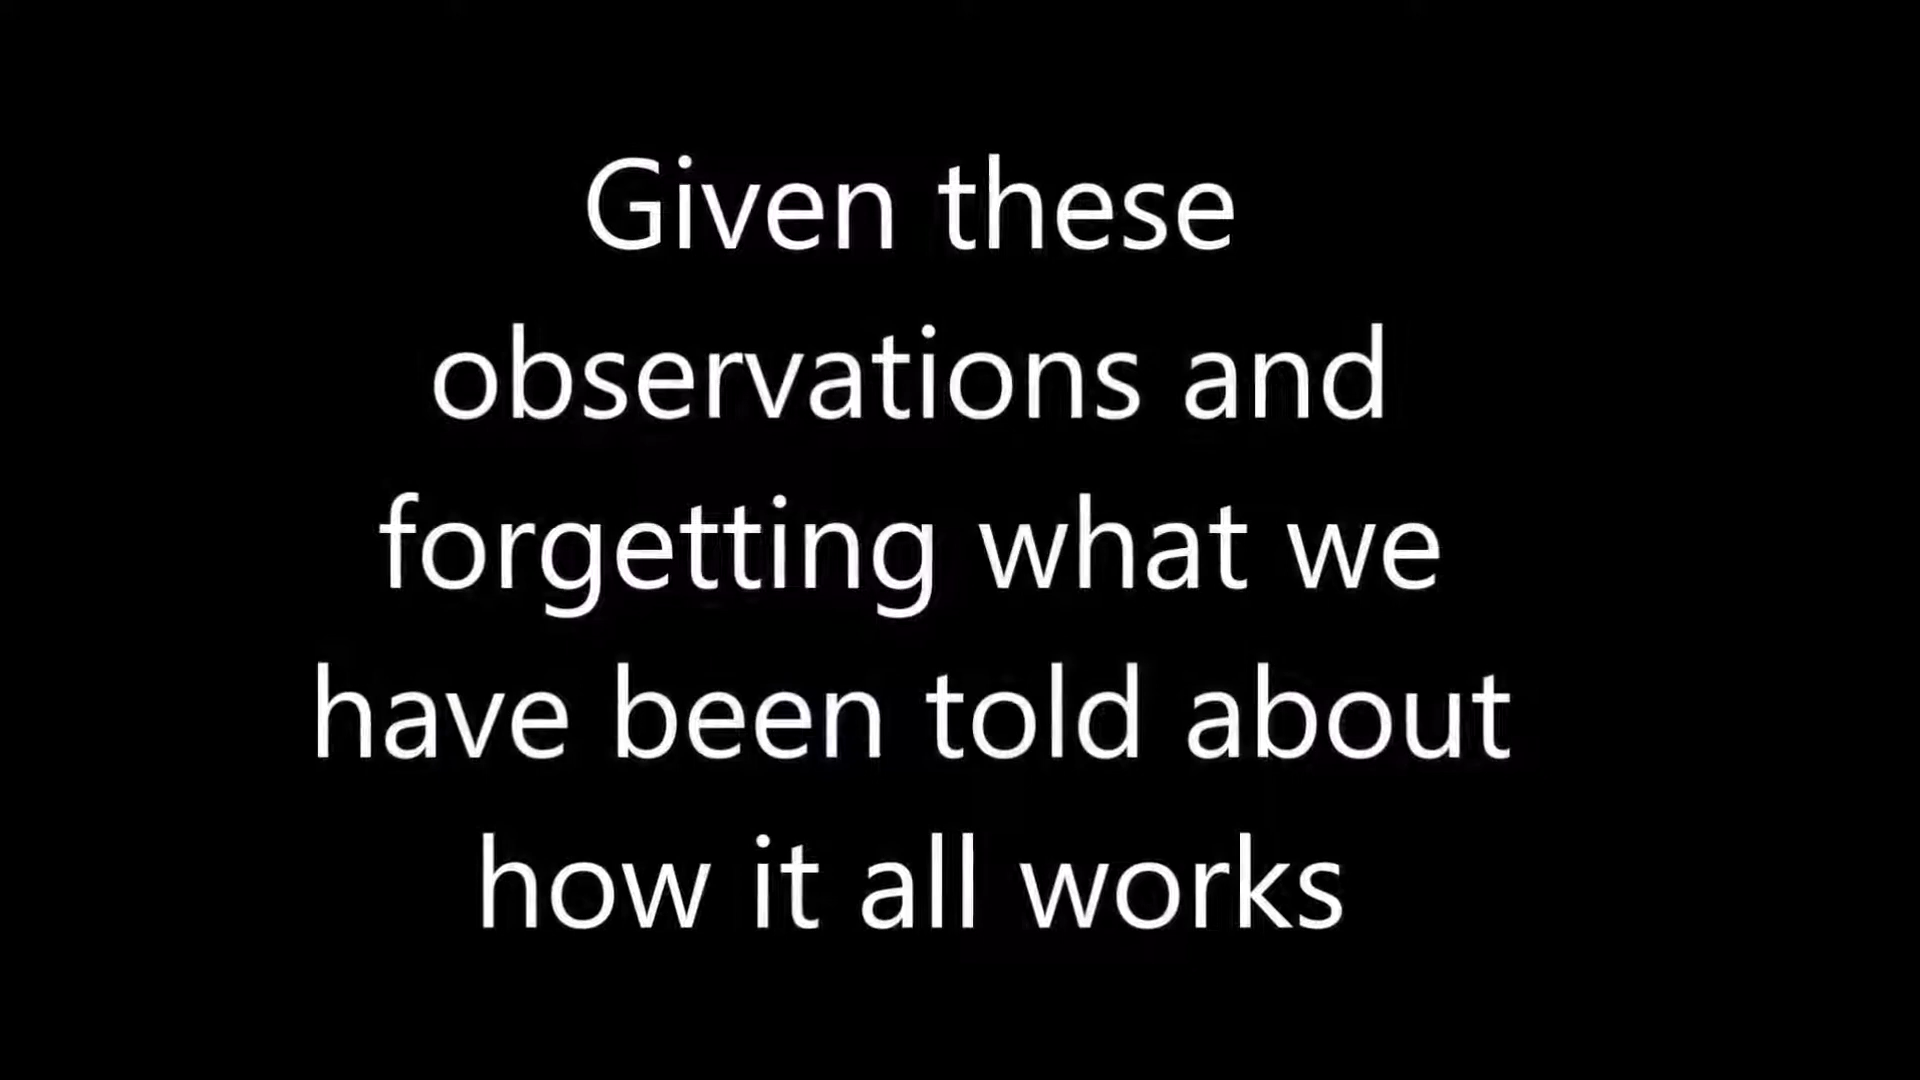 Given these
observations and
forgetting what we
have been told about
how it all works